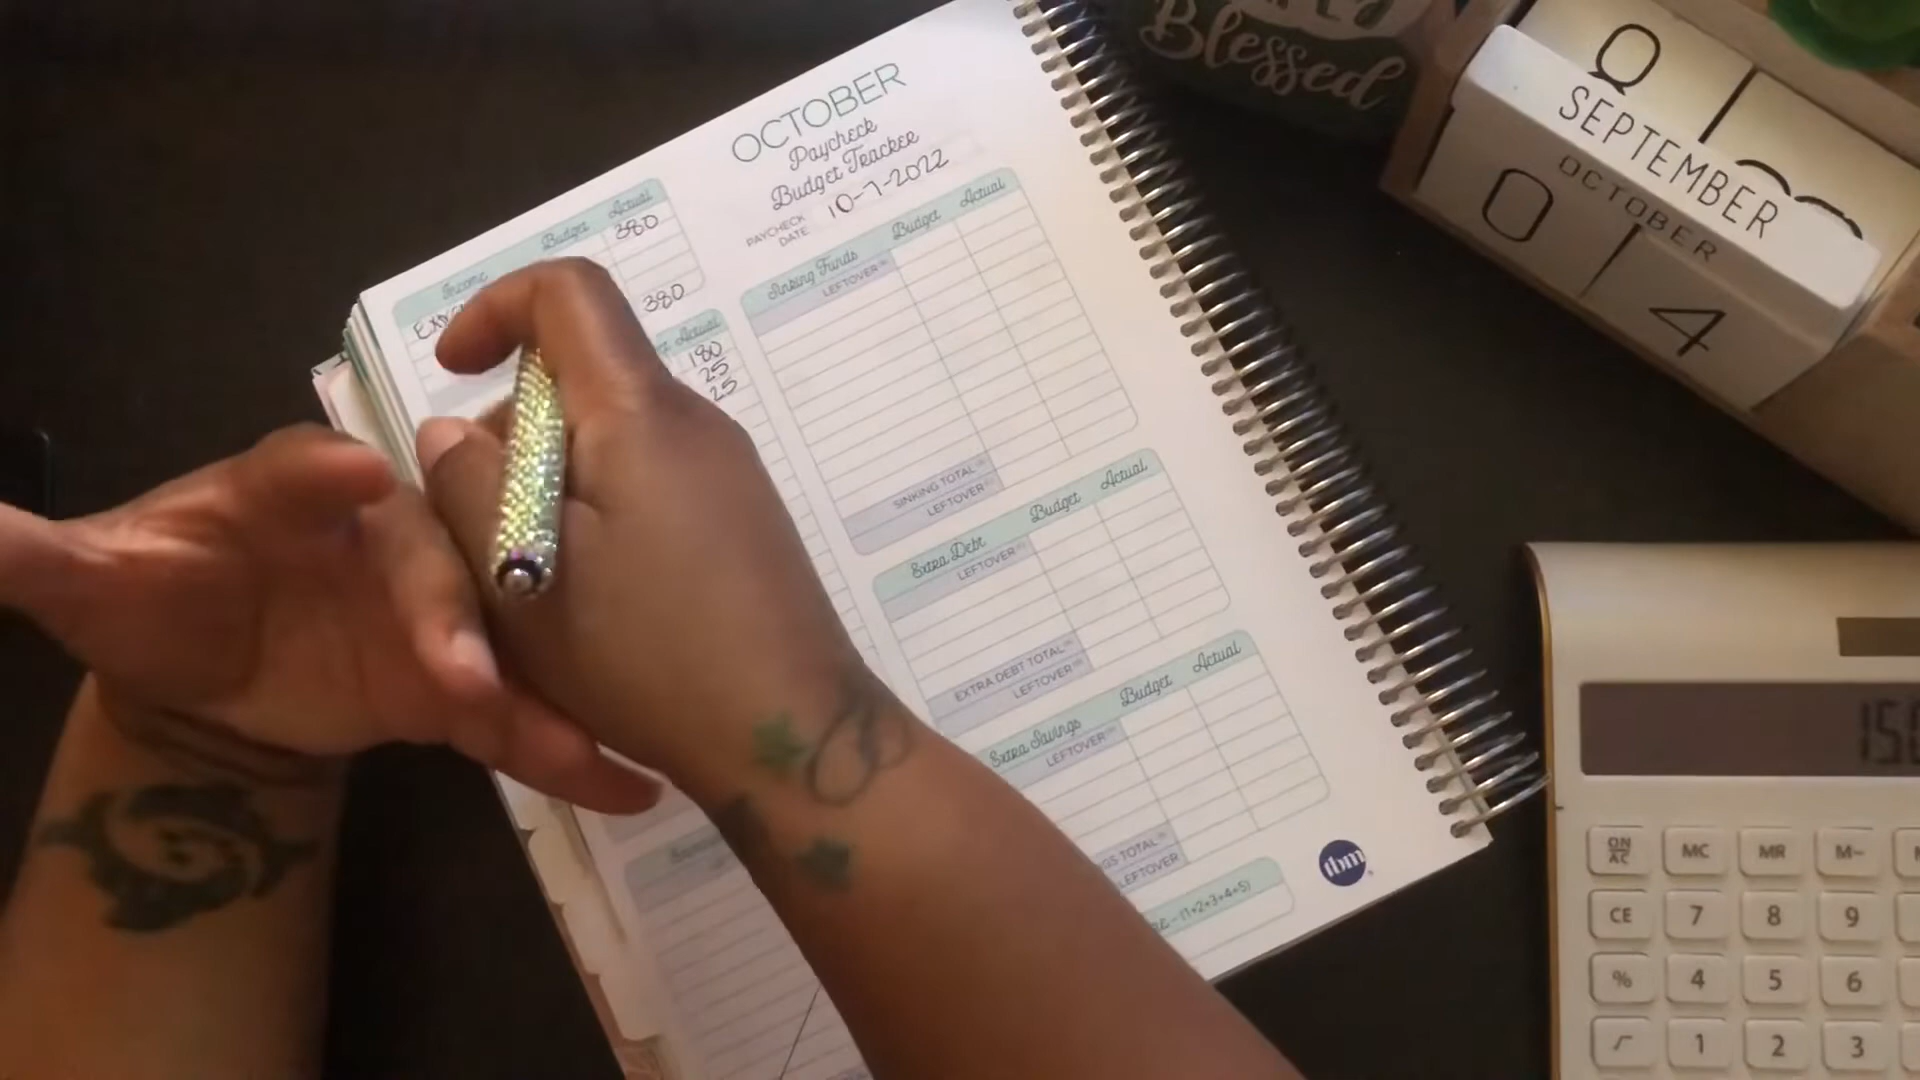 Blessed
SEPTEMBER
OCTOBER
04
OCTOBER
Paycheck
Budget Tracker
PAYCHECK DATE: 10-7-2022
Income Budget Actual
380
380
Actual
180
25
25
Sinking Funds Budget Actual
LEFTOVER
SINKING TOTAL
LEFTOVER
Extra Debt Budget Actual
LEFTOVER
EXTRA DEBT TOTAL
LEFTOVER
Extra Savings Budget Actual
LEFTOVER
TOTAL
LEFTOVER
(1+2+3+4+5)
ibm
ON
AC
MC MR M-
CE 7 8 9
% 4 5 6
√ 1 2 3